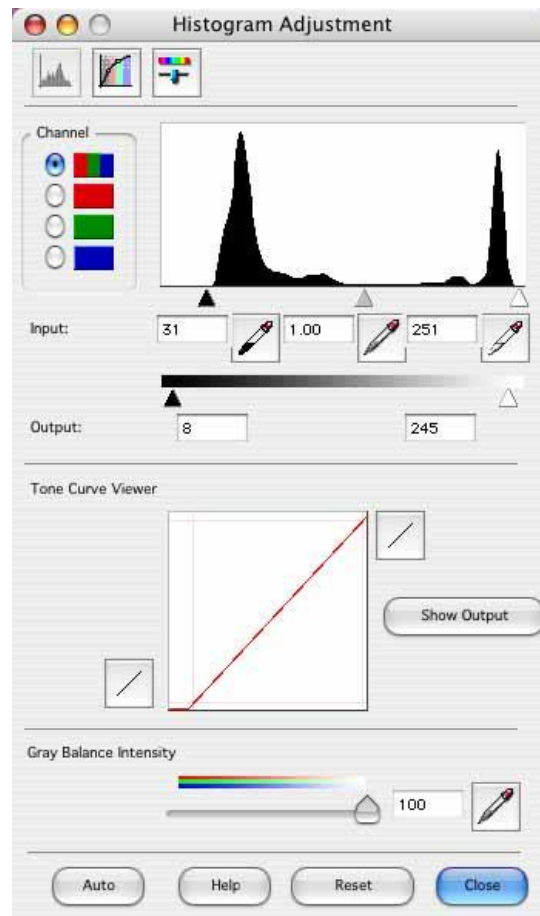 Histogram Adjustment
Channel
Input:
31
1.00
251
Output:
8
245
Tone Curve Viewer
Show Output
Gray Balance Intensity
100
Auto
Help
Reset
Close